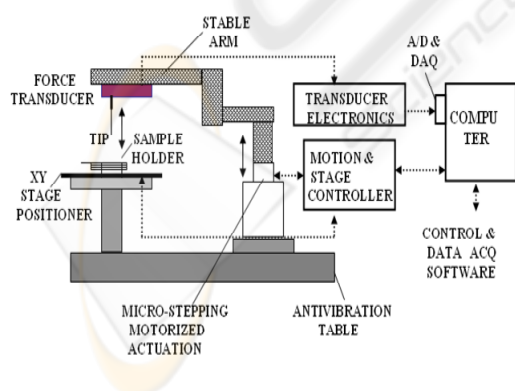 STABLE
ARM
A/D &
DAQ
FORCE
TRANSDUCER
TRANSDUCER
ELECTRONICS
COMPU
TER
TIP
SAMPLE
HOLDER
MOTION &
STAGE
CONTROLLER
XY
STAGE
POSITIONER
CONTROL &
DATA ACQ
SOFTWARE
MICRO-STEPPING
MOTORIZED
ACTUATION
ANTIVIBRATION
TABLE